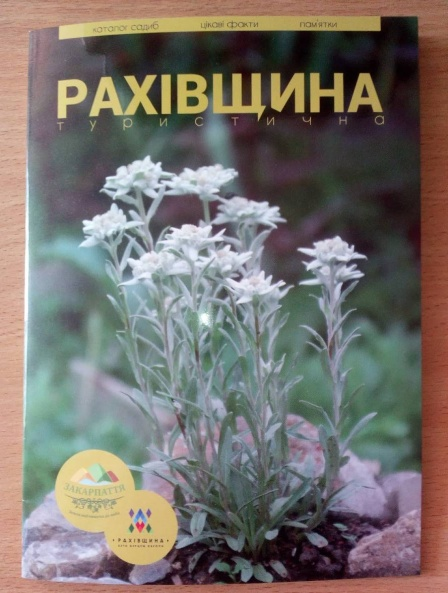 каталог садиб цікаві факти пам'ятки
РАХІВЩИНА
туристична
ЗАКАРПАТТЯ
• РАХІВЩИНА •